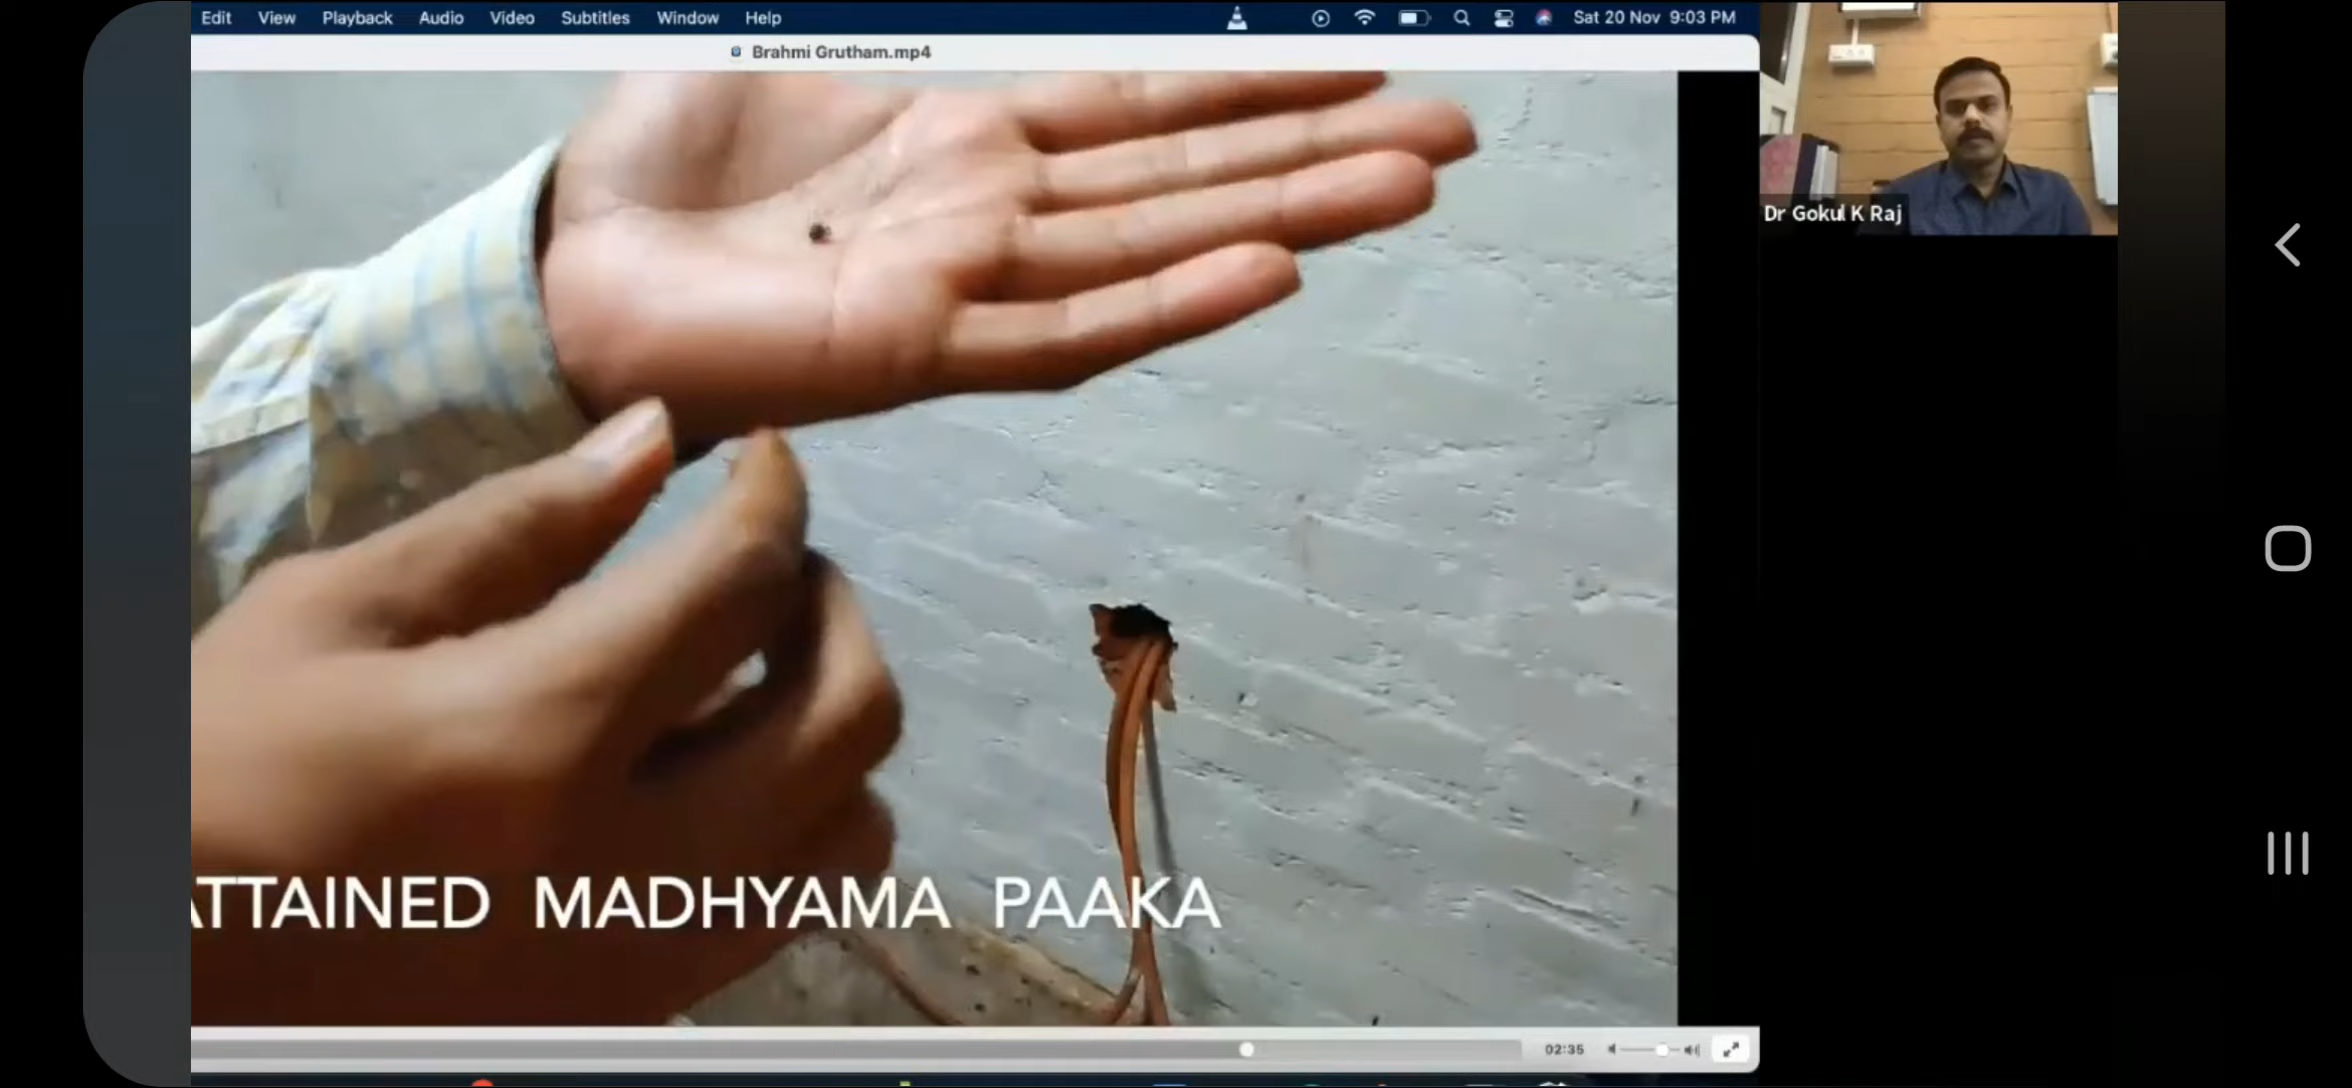 Edit View Playback Audio Video Subtitles Window Help Sat 20 Nov 9:03 PM
Brahmi Grutham.mp4
Dr Gokul K Raj
ATTAINED MADHYAMA PAAKA
02:35